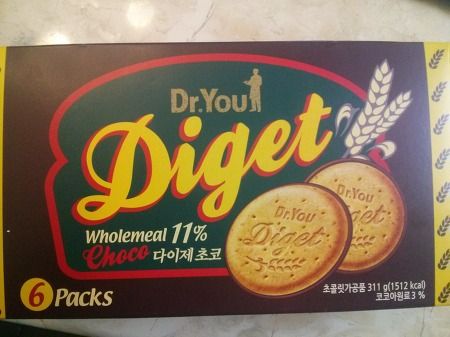 Dr.You
Diget
Wholemeal 11%
Choco 다이제초코
6 Packs
Dr.You
Diget
Dr.You
Diget
초콜릿가공품 311 g(1512 kcal)
코코아원료 3 %